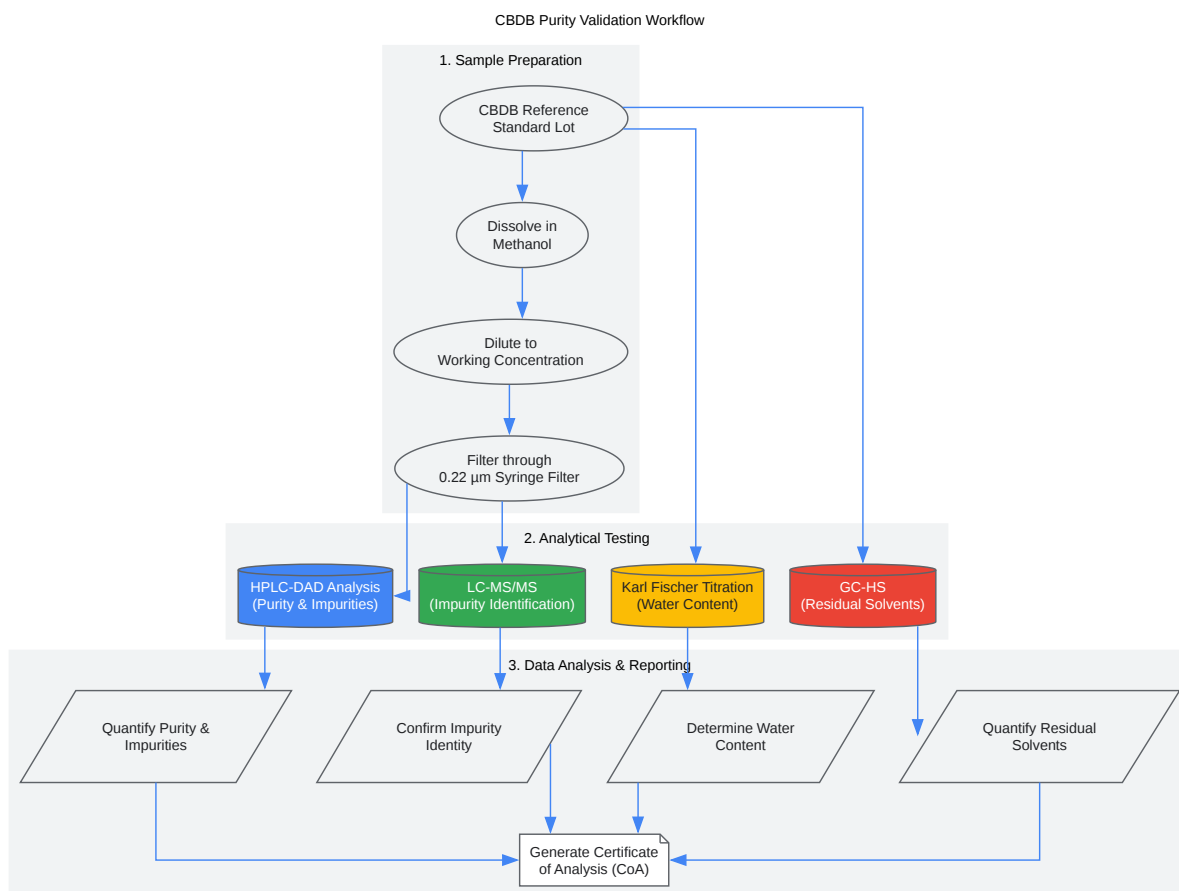 CBDB Purity Validation Workflow
1. Sample Preparation
CBDB Reference
Standard Lot
Dissolve in
Methanol
Dilute to
Working Concentration
Filter through
0.22 µm Syringe Filter
2. Analytical Testing
HPLC-DAD Analysis
(Purity & Impurities)
LC-MS/MS
(Impurity Identification)
Karl Fischer Titration
(Water Content)
GC-HS
(Residual Solvents)
3. Data Analysis & Reporting
Quantify Purity &
Impurities
Confirm Impurity
Identity
Determine Water
Content
Quantify Residual
Solvents
Generate Certificate
of Analysis (CoA)